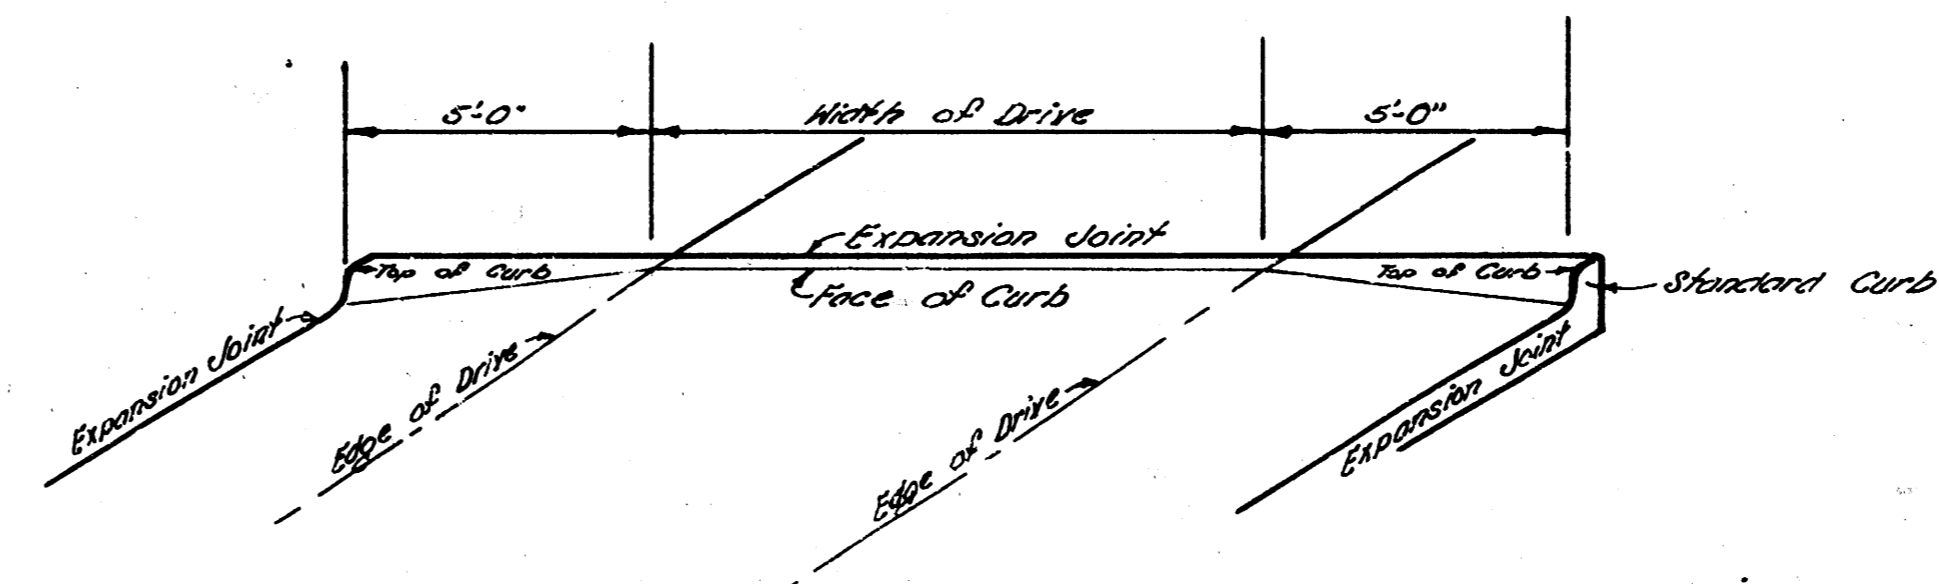 5'-0"
Width of Drive
5'-0"
Expansion Joint
Top of Curb
Top of Curb
Face of Curb
Standard Curb
Expansion Joint
Edge of Drive
Edge of Drive
Expansion Joint